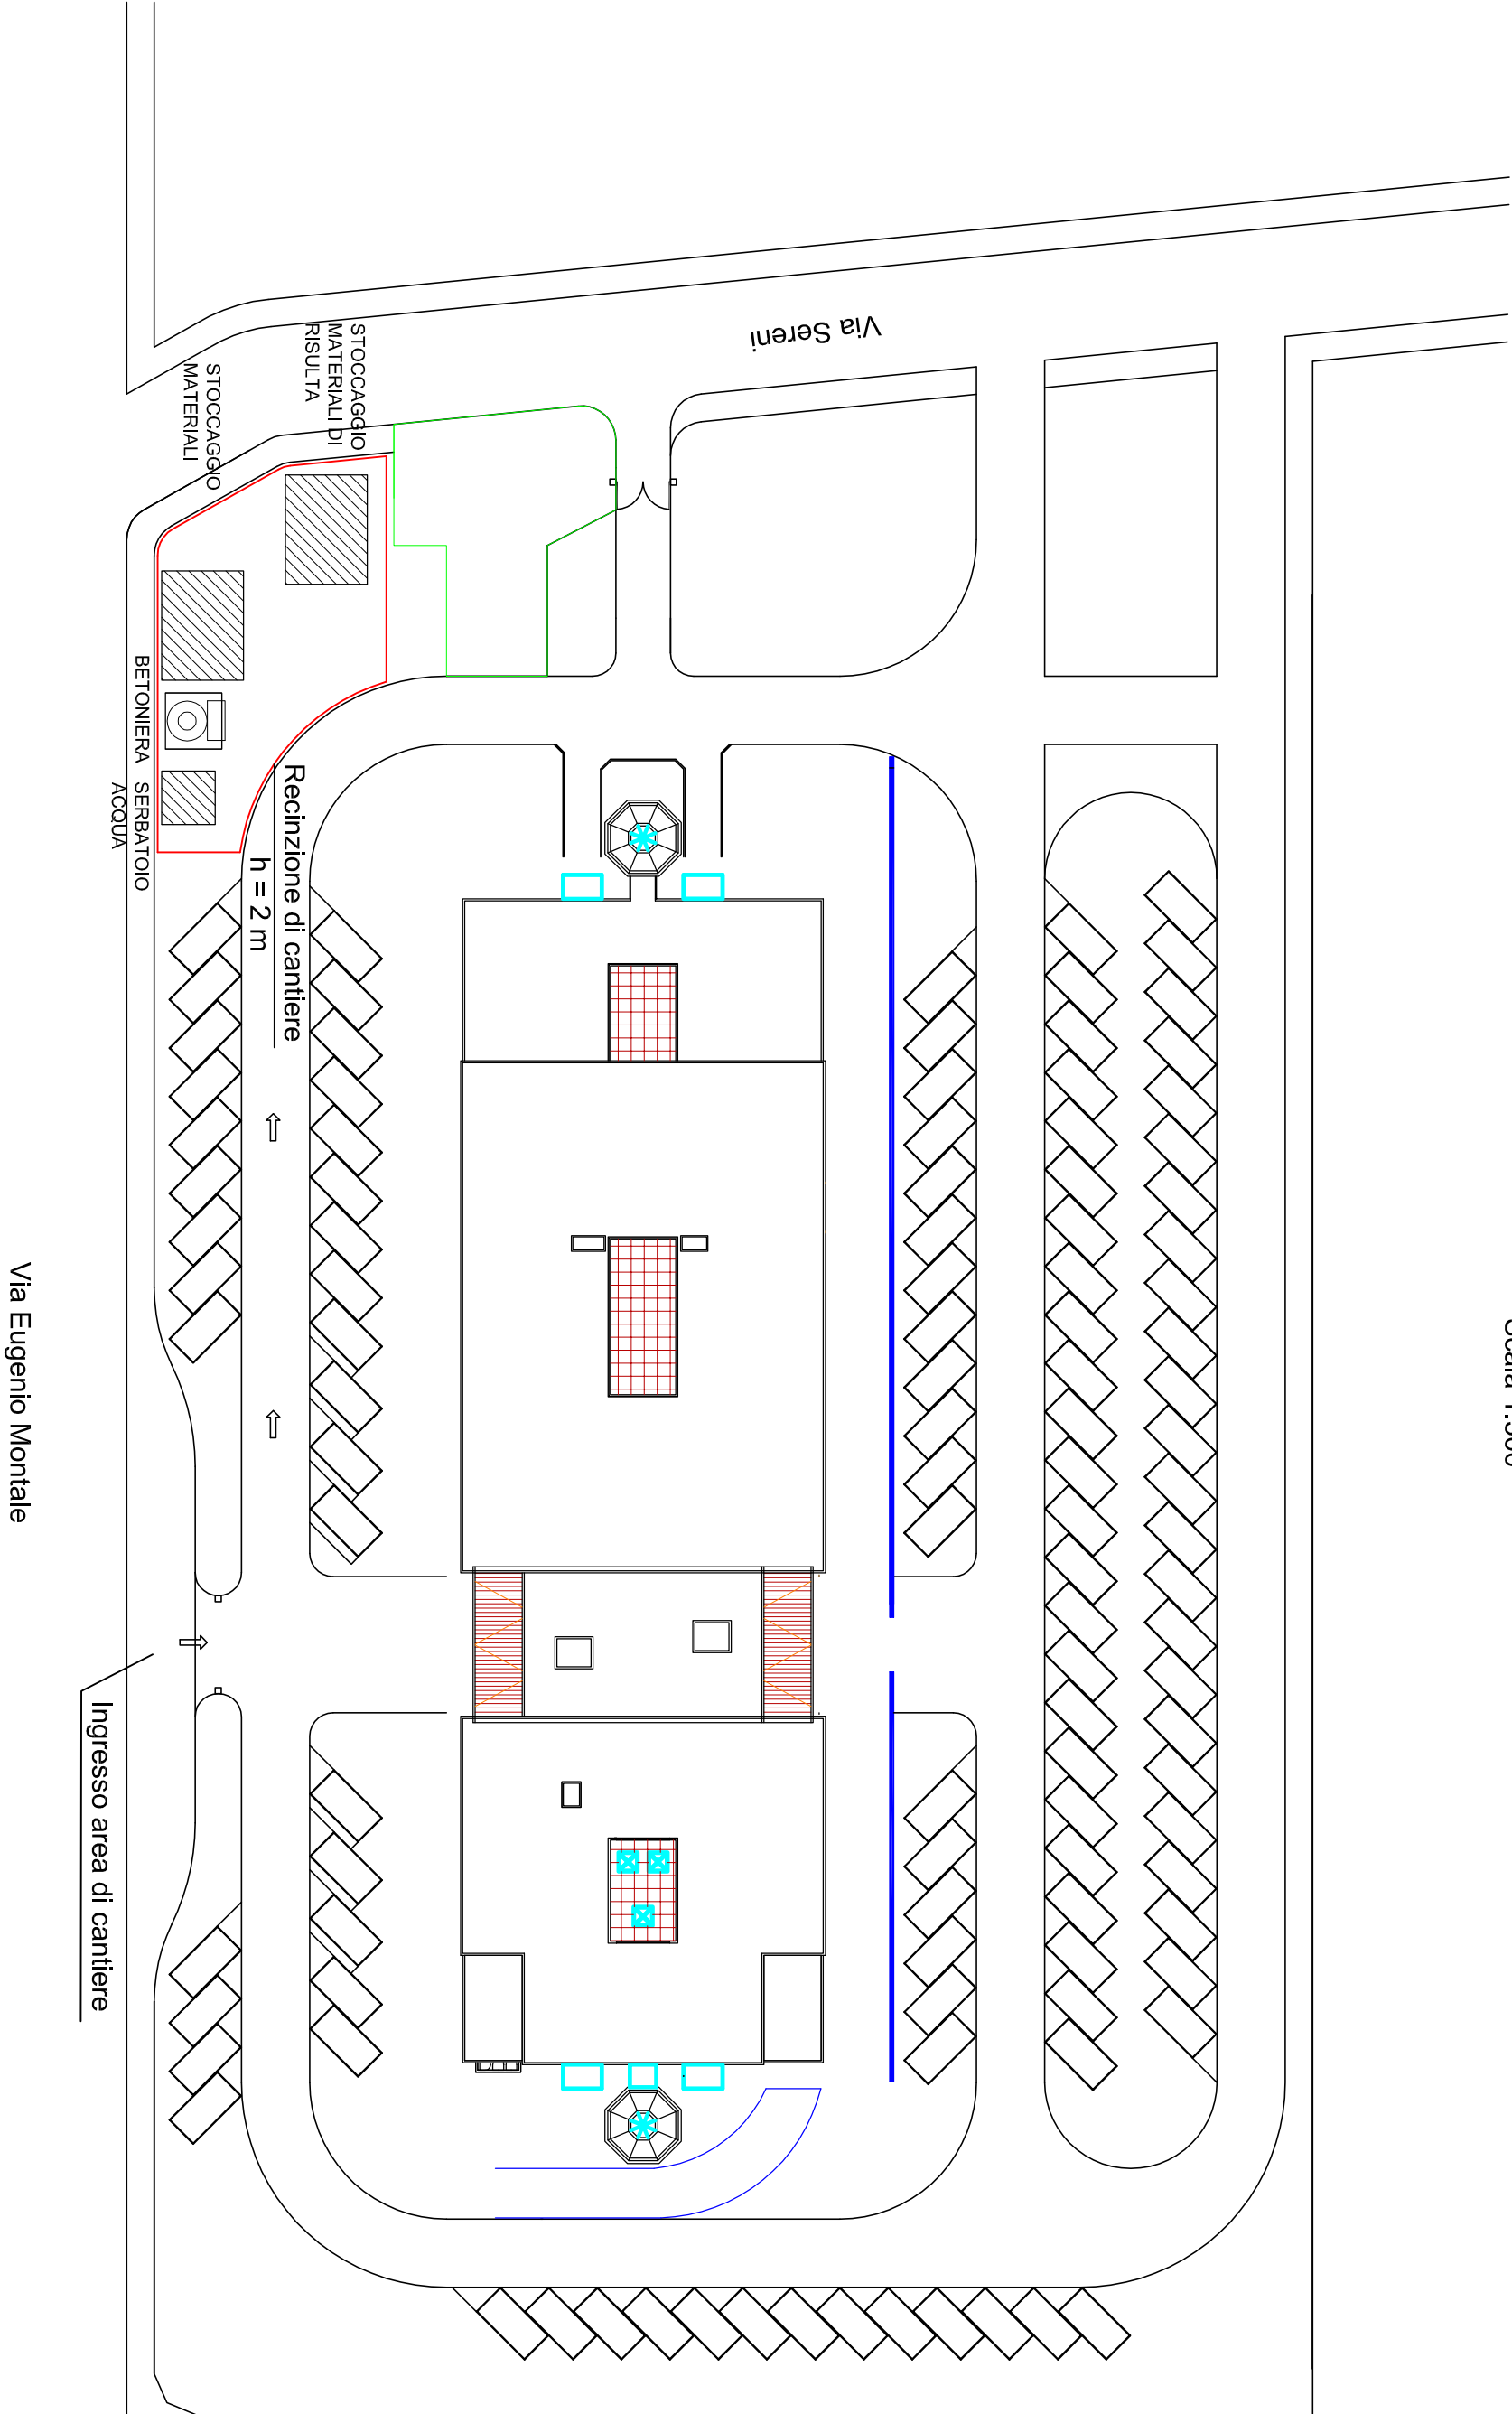 Via Sereni
STOCCAGGIO
MATERIALI DI
RISULTA
STOCCAGGIO
MATERIALI
BETONIERA
SERBATOIO
ACQUA
Recinzione di cantiere
h = 2 m
Via Eugenio Montale
Ingresso area di cantiere